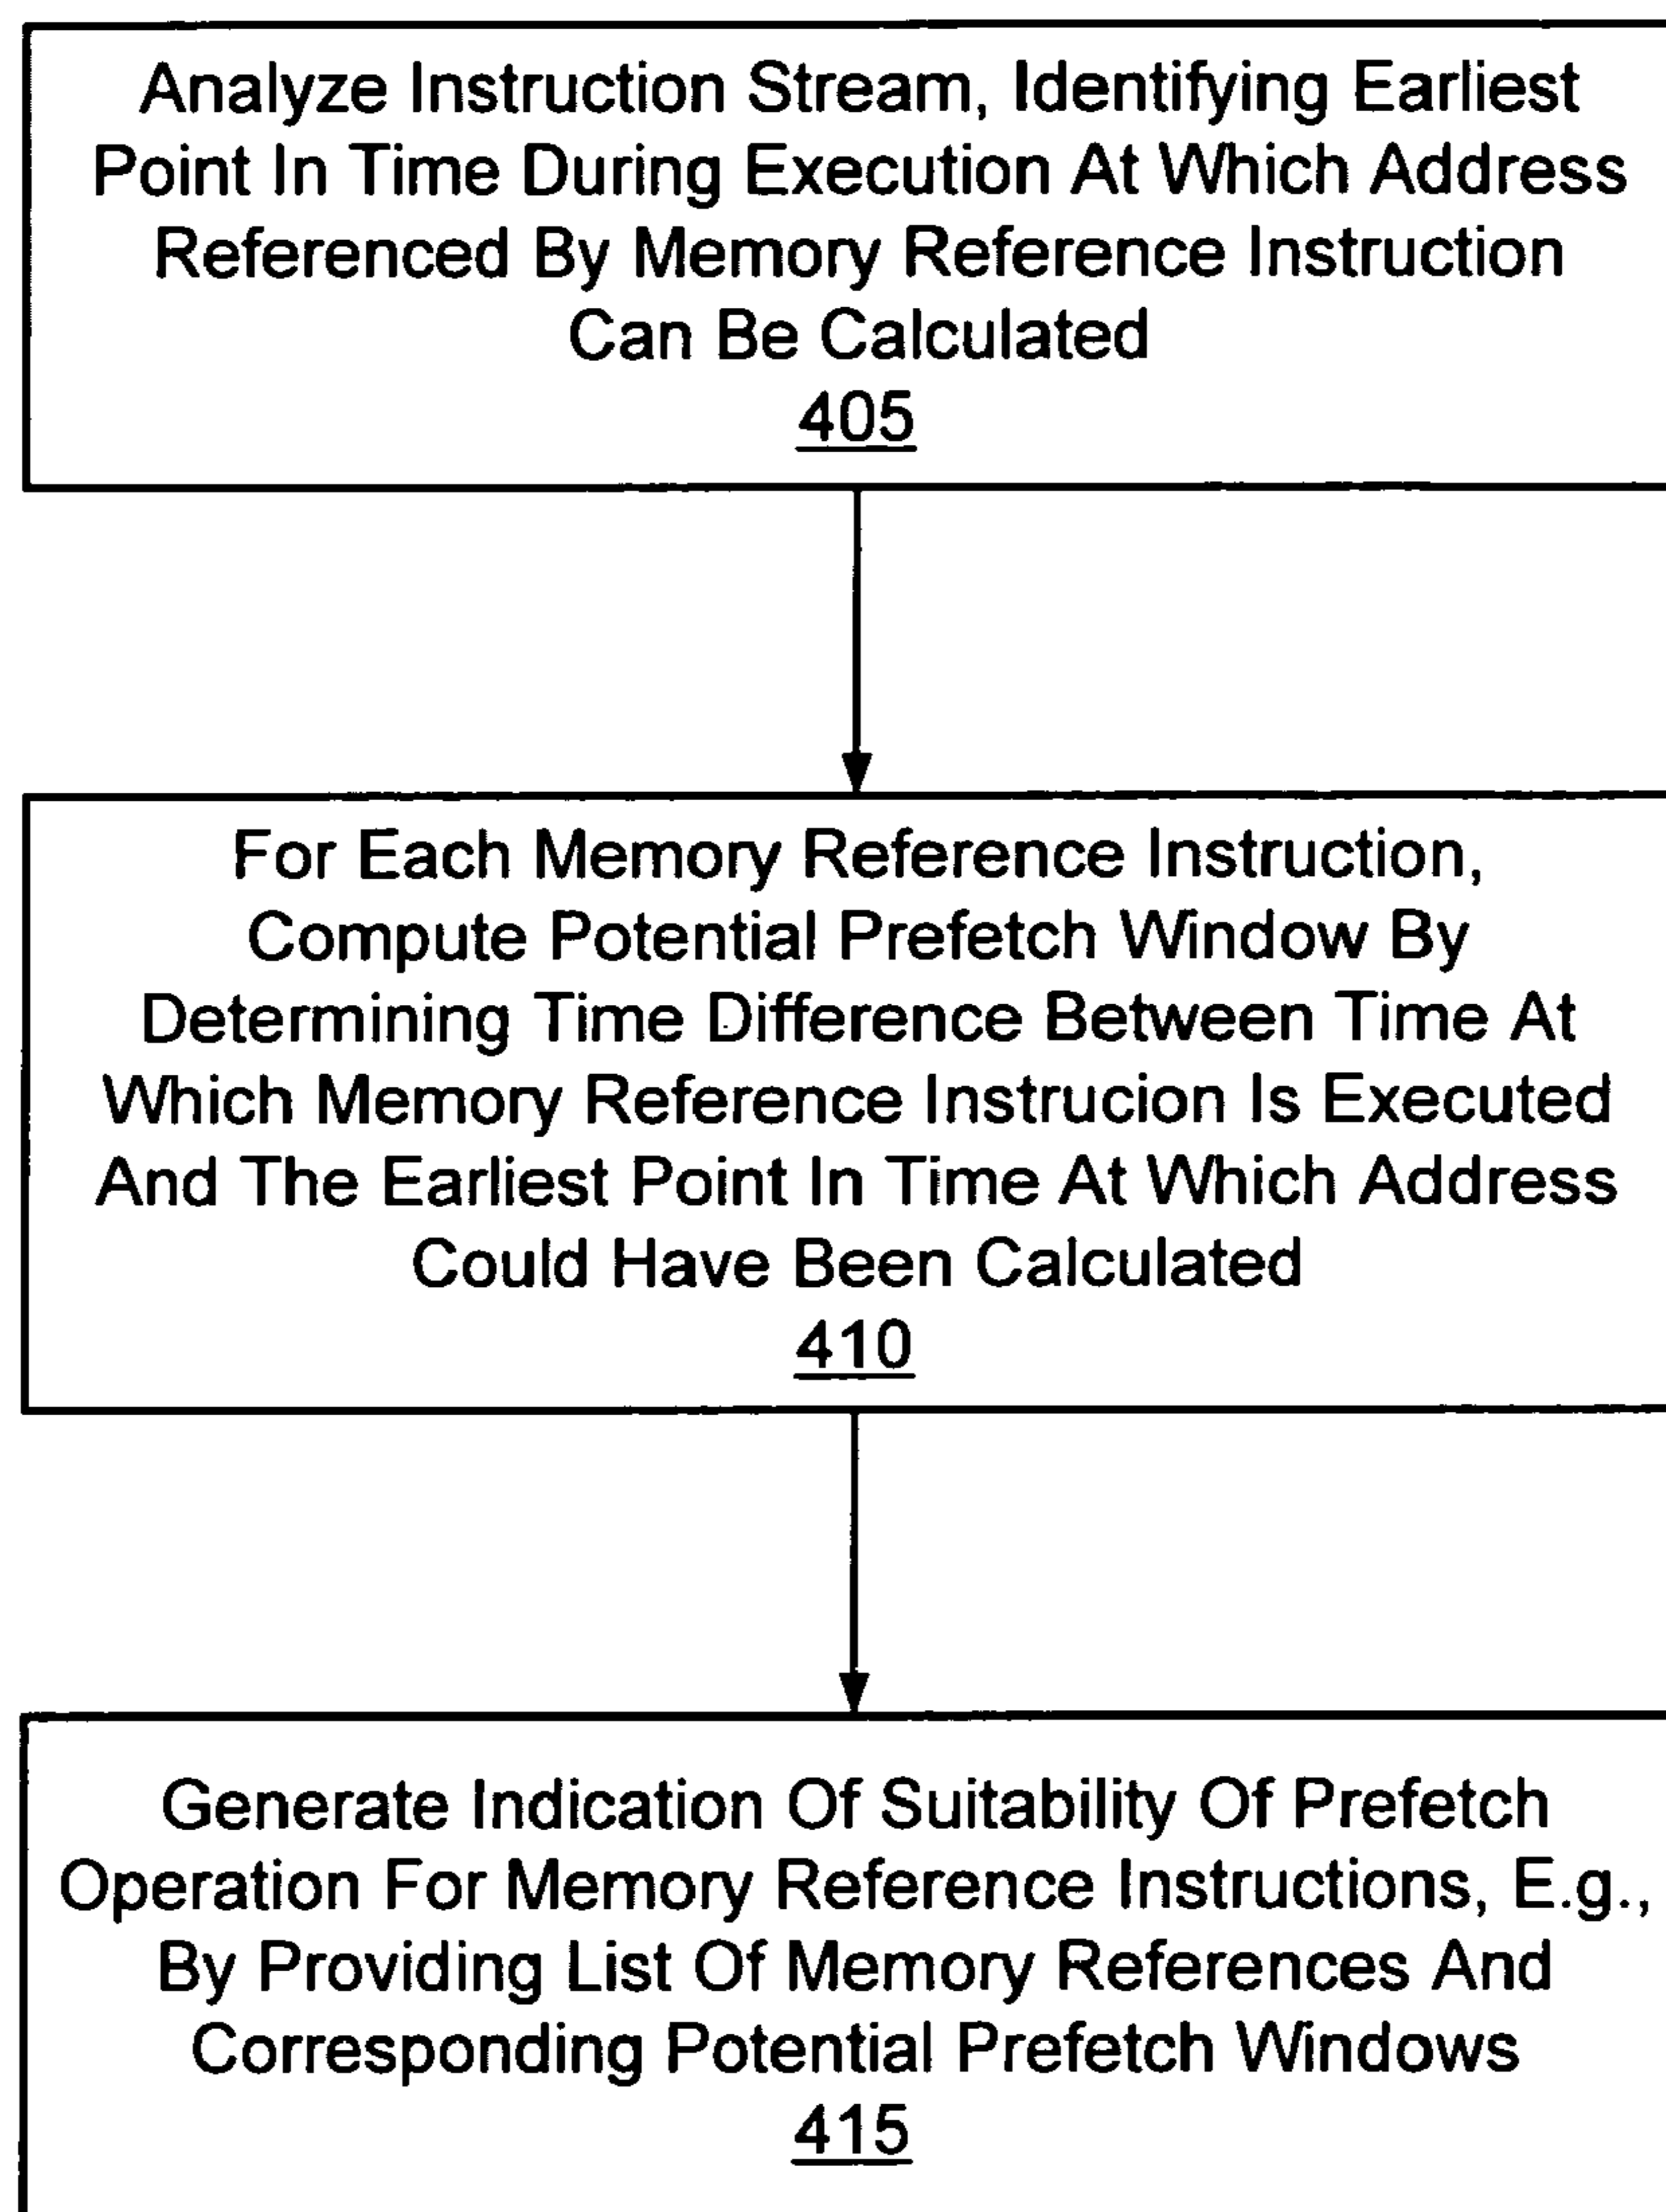 Analyze Instruction Stream, Identifying Earliest
Point In Time During Execution At Which Address
Referenced By Memory Reference Instruction
Can Be Calculated
405
For Each Memory Reference Instruction,
Compute Potential Prefetch Window By
Determining Time Difference Between Time At
Which Memory Reference Instrucion Is Executed
And The Earliest Point In Time At Which Address
Could Have Been Calculated
410
Generate Indication Of Suitability Of Prefetch
Operation For Memory Reference Instructions, E.g.,
By Providing List Of Memory References And
Corresponding Potential Prefetch Windows
415